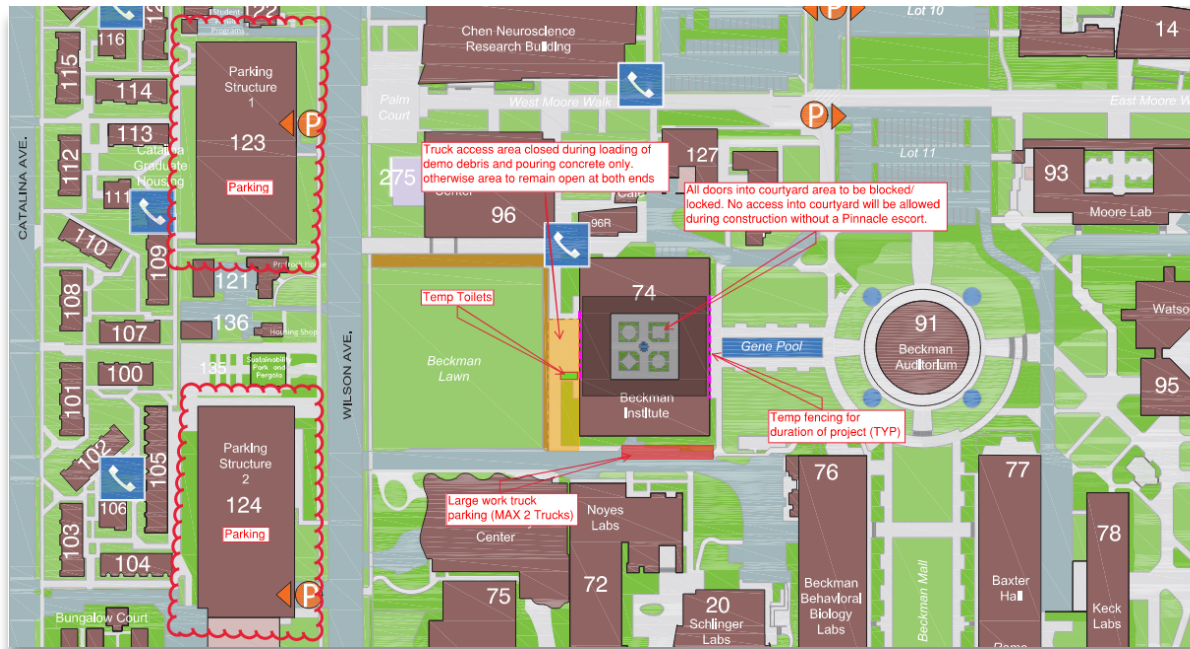 122
Student
Programs
116
115
114
113
112
Catalina
Graduate
Housing
111
110
109
108
107
100
101
102
103
104
105
106
Bungalow Court
CATALINA AVE.
Parking
Structure
1
123
Parking
P
121
136
Housing Shop
135
Sustainability
Park and
Pergola
Parking
Structure
2
124
Parking
P
WILSON AVE.
Chen Neuroscience
Research Building
Palm
Court
West Moore Walk
P
P
Lot 10
14
East Moore W
P
Lot 11
93
Moore Lab
127
275
Center
96
96R
Truck access area closed during loading of
demo debris and pouring concrete only.
otherwise area to remain open at both ends
All doors into courtyard area to be blocked/
locked. No access into courtyard will be allowed
during construction without a Pinnacle escort.
Temp Toilets
Beckman
Lawn
74
Beckman
Institute
Gene Pool
91
Beckman
Auditorium
Watso
95
Temp fencing for
duration of project (TYP)
Large work truck
parking (MAX 2 Trucks)
Center
Noyes
Labs
72
75
20
Schlinger
Labs
76
Beckman
Behavioral
Biology
Labs
Beckman Mall
77
Baxter
Hall
78
Keck
Labs